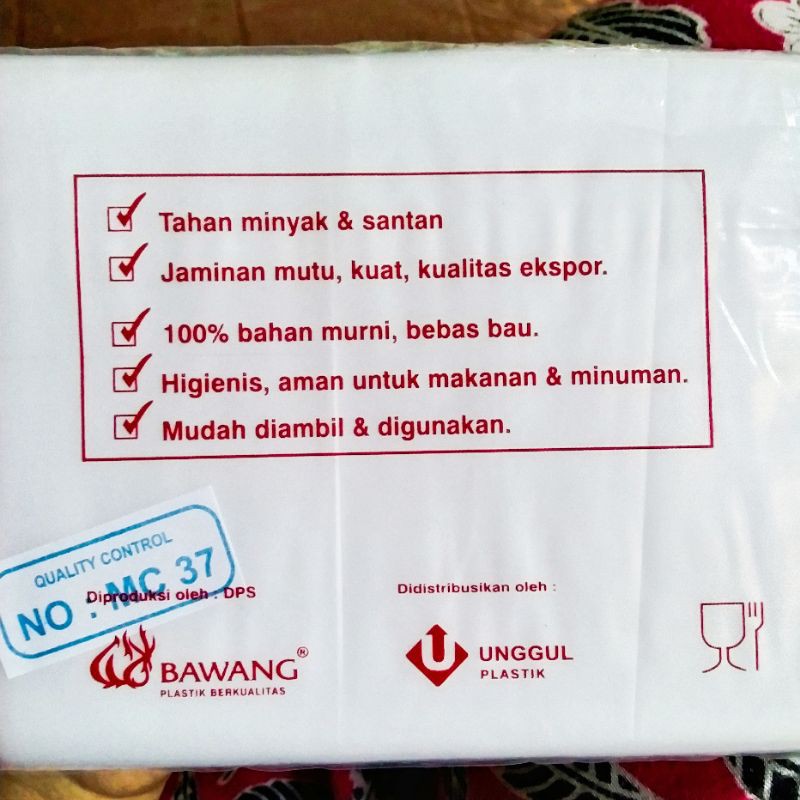 Tahan minyak & santan
Jaminan mutu, kuat, kualitas ekspor.
100% bahan murni, bebas bau.
Higienis, aman untuk makanan & minuman.
Mudah diambil & digunakan.
QUALITY CONTROL
NO : MC 37
Diproduksi oleh : DPS
BAWANG®
PLASTIK BERKUALITAS
Didistribusikan oleh :
U
UNGGUL
PLASTIK